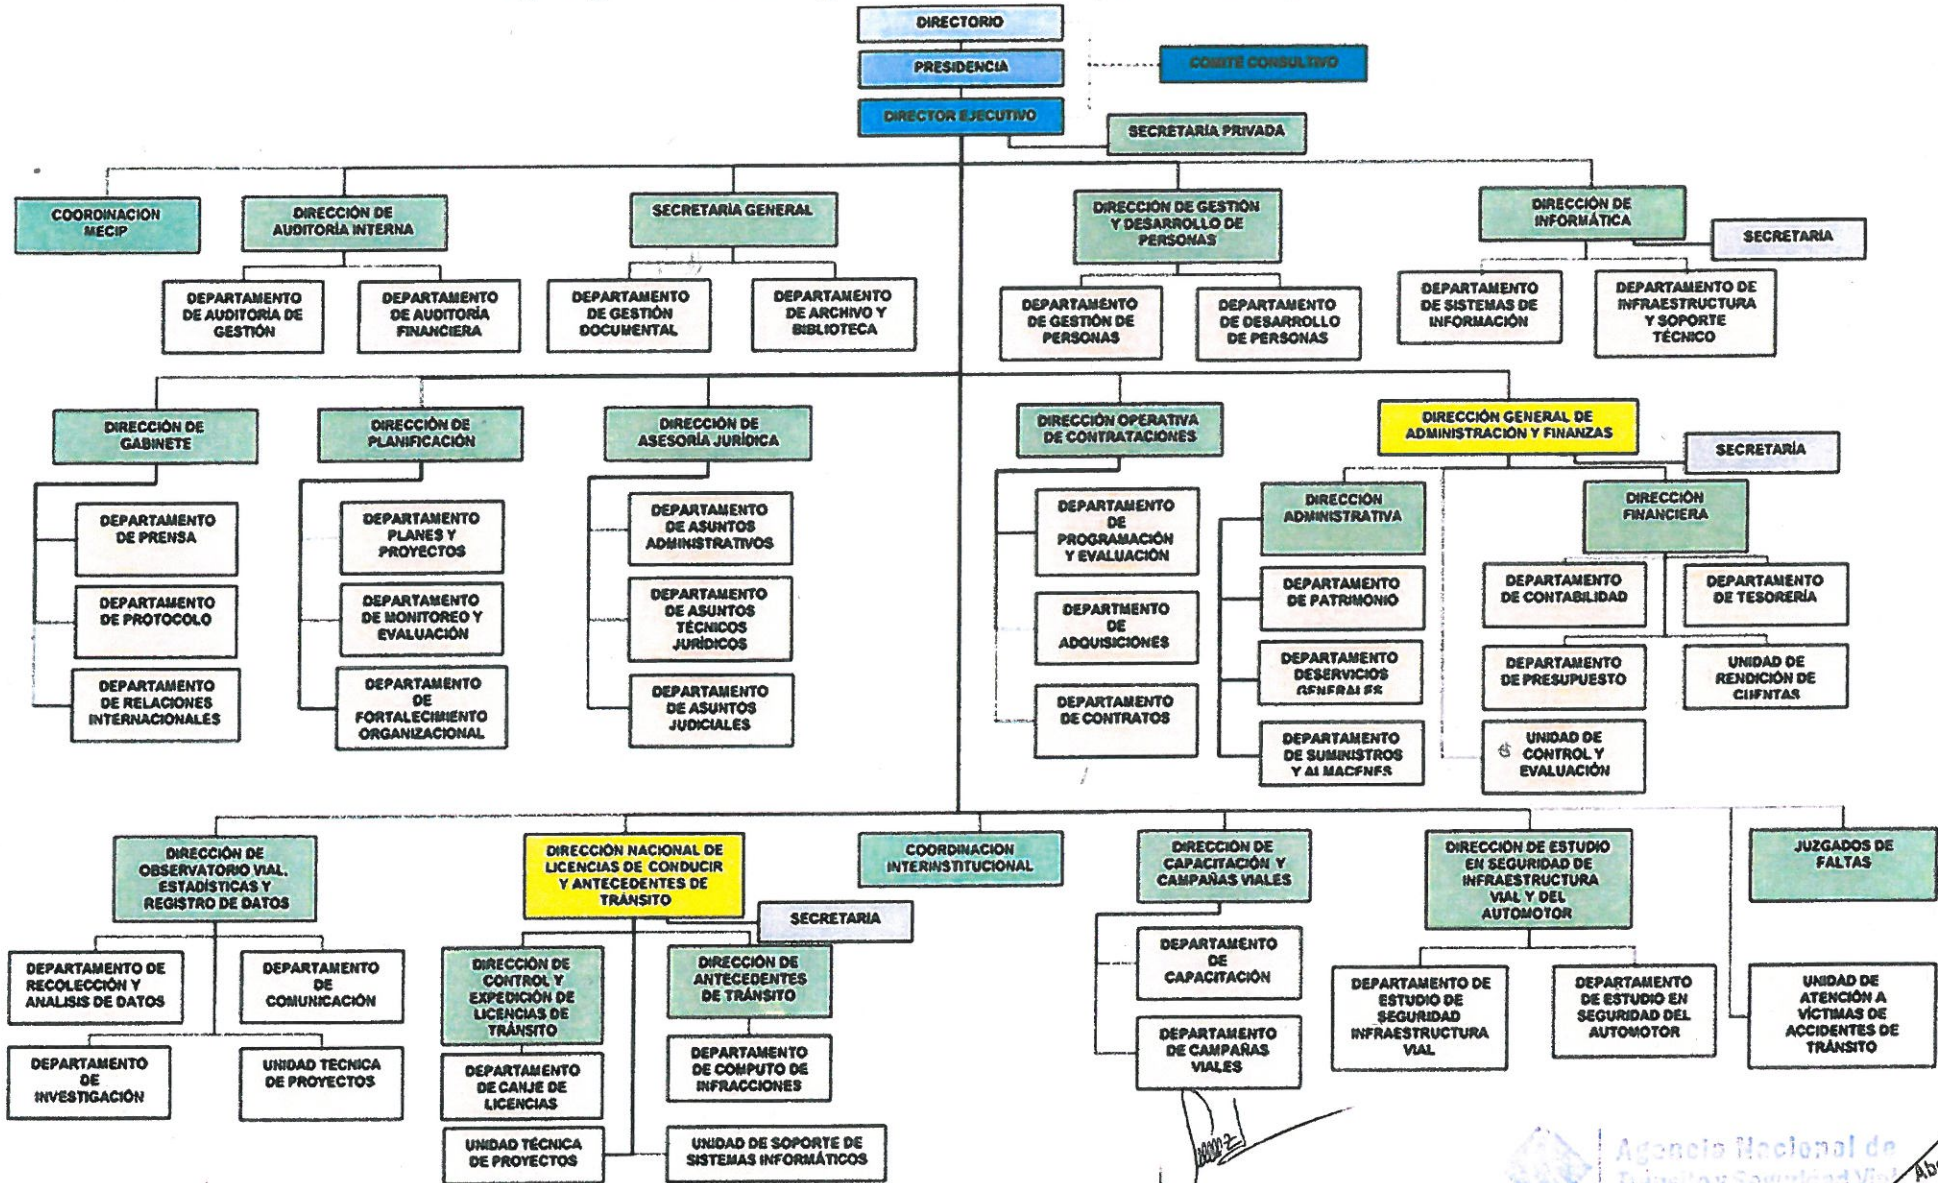 DIRECTORIO
PRESIDENCIA
COMITÉ CONSULTIVO
DIRECTOR EJECUTIVO
SECRETARÍA PRIVADA
COORDINACION
MECIP
DIRECCIÓN DE
AUDITORÍA INTERNA
SECRETARÍA GENERAL
DIRECCIÓN DE GESTIÓN
Y DESARROLLO DE
PERSONAS
DIRECCIÓN DE
INFORMÁTICA
SECRETARÍA
DEPARTAMENTO
DE AUDITORÍA DE
GESTIÓN
DEPARTAMENTO
DE AUDITORÍA
FINANCIERA
DEPARTAMENTO
DE GESTIÓN
DOCUMENTAL
DEPARTAMENTO
DE ARCHIVO Y
BIBLIOTECA
DEPARTAMENTO
DE GESTIÓN DE
PERSONAS
DEPARTAMENTO
DE DESARROLLO
DE PERSONAS
DEPARTAMENTO
DE SISTEMAS DE
INFORMACIÓN
DEPARTAMENTO DE
INFRAESTRUCTURA
Y SOPORTE
TÉCNICO
DIRECCIÓN DE
GABINETE
DIRECCIÓN DE
PLANIFICACIÓN
DIRECCIÓN DE
ASESORÍA JURÍDICA
DIRECCIÓN OPERATIVA
DE CONTRATACIONES
DIRECCIÓN GENERAL DE
ADMINISTRACIÓN Y FINANZAS
SECRETARÍA
DEPARTAMENTO
DE PRENSA
DEPARTAMENTO
DE PROTOCOLO
DEPARTAMENTO
DE RELACIONES
INTERNACIONALES
DEPARTAMENTO
PLANES Y
PROYECTOS
DEPARTAMENTO
DE MONITOREO Y
EVALUACIÓN
DEPARTAMENTO
DE
FORTALECIMIENTO
ORGANIZACIONAL
DEPARTAMENTO
DE ASUNTOS
ADMINISTRATIVOS
DEPARTAMENTO
DE ASUNTOS
TÉCNICOS
JURÍDICOS
DEPARTAMENTO
DE ASUNTOS
JUDICIALES
DEPARTAMENTO
DE
PROGRAMACIÓN
Y EVALUACIÓN
DEPARTMENTO
DE
ADQUISICIONES
DEPARTAMENTO
DE CONTRATOS
DIRECCIÓN
ADMINISTRATIVA
DEPARTAMENTO
DE PATRIMONIO
DEPARTAMENTO
DESERVICIOS
GENERALES
DEPARTAMENTO
DE SUMINISTROS
Y ALMACENES
DIRECCIÓN
FINANCIERA
DEPARTAMENTO
DE CONTABILIDAD
DEPARTAMENTO
DE TESORERÍA
DEPARTAMENTO
DE PRESUPUESTO
UNIDAD DE
RENDICIÓN DE
CUENTAS
UNIDAD DE
CONTROL Y
EVALUACIÓN
DIRECCIÓN DE
OBSERVATORIO VIAL,
ESTADÍSTICAS Y
REGISTRO DE DATOS
DIRECCIÓN NACIONAL DE
LICENCIAS DE CONDUCIR
Y ANTECEDENTES DE
TRÁNSITO
SECRETARIA
COORDINACION
INTERINSTITUCIONAL
DIRECCIÓN DE
CAPACITACIÓN Y
CAMPAÑAS VIALES
DIRECCIÓN DE ESTUDIO
EN SEGURIDAD DE
INFRAESTRUCTURA
VIAL Y DEL
AUTOMOTOR
JUZGADOS DE
FALTAS
DEPARTAMENTO DE
RECOLECCIÓN Y
ANALISIS DE DATOS
DEPARTAMENTO
DE
COMUNICACIÓN
DEPARTAMENTO
DE
INVESTIGACIÓN
UNIDAD TECNICA
DE PROYECTOS
DIRECCIÓN DE
CONTROL Y
EXPEDICIÓN DE
LICENCIAS DE
TRÁNSITO
DIRECCIÓN DE
ANTECEDENTES
DE TRÁNSITO
DEPARTAMENTO
DE CANJE DE
LICENCIAS
DEPARTAMENTO
DE COMPUTO DE
INFRACCIONES
UNIDAD TÉCNICA
DE PROYECTOS
UNIDAD DE SOPORTE DE
SISTEMAS INFORMÁTICOS
DEPARTAMENTO
DE
CAPACITACIÓN
DEPARTAMENTO
DE CAMPAÑAS
VIALES
DEPARTAMENTO DE
ESTUDIO DE
SEGURIDAD
INFRAESTRUCTURA
VIAL
DEPARTAMENTO
DE ESTUDIO EN
SEGURIDAD DEL
AUTOMOTOR
UNIDAD DE
ATENCIÓN A
VÍCTIMAS DE
ACCIDENTES DE
TRÁNSITO
Agencia Nacional de
Tránsito y Seguridad Vial